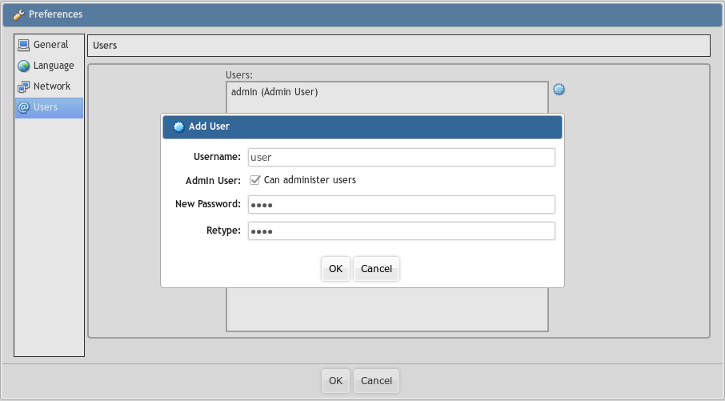 Preferences
General
Language
Network
Users
Users
Users:
admin (Admin User)
Add User
Username: user
Admin User: Can administer users
New Password: ••••
Retype: ••••
OK Cancel
OK Cancel